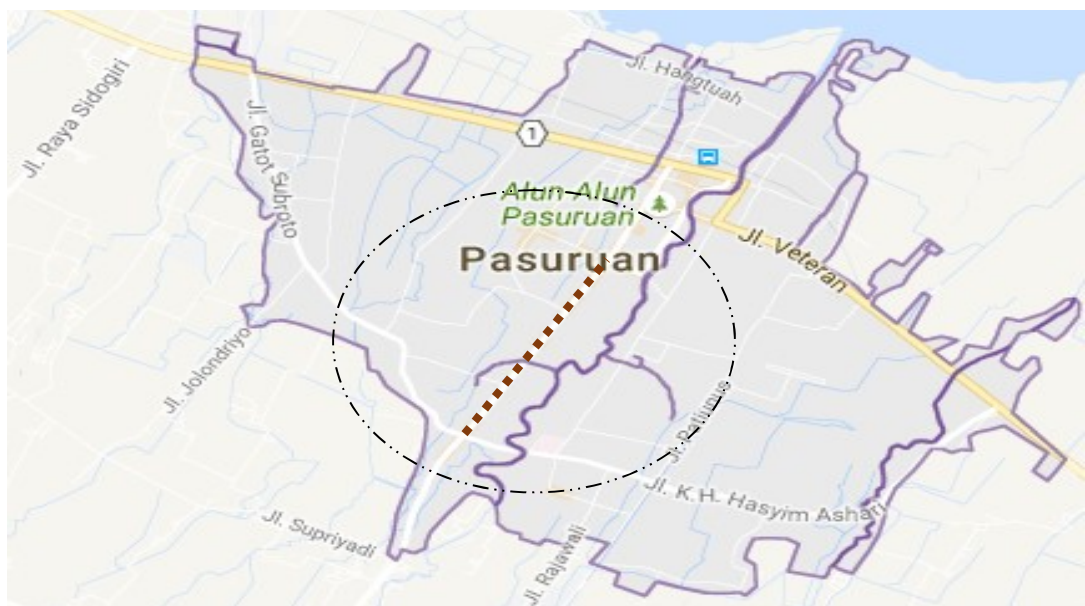 Jl. Raya Sidogiri
Jl. Hangtuah
1
Jl. Gatot Subroto
Alun-Alun
Pasuruan
Pasuruan
Jl. Veteran
Jl. Jolondriyo
Jl. Patiunus
Jl. K.H. Hasyim Ashari
Jl. Supriyadi
Jl. Rajawali